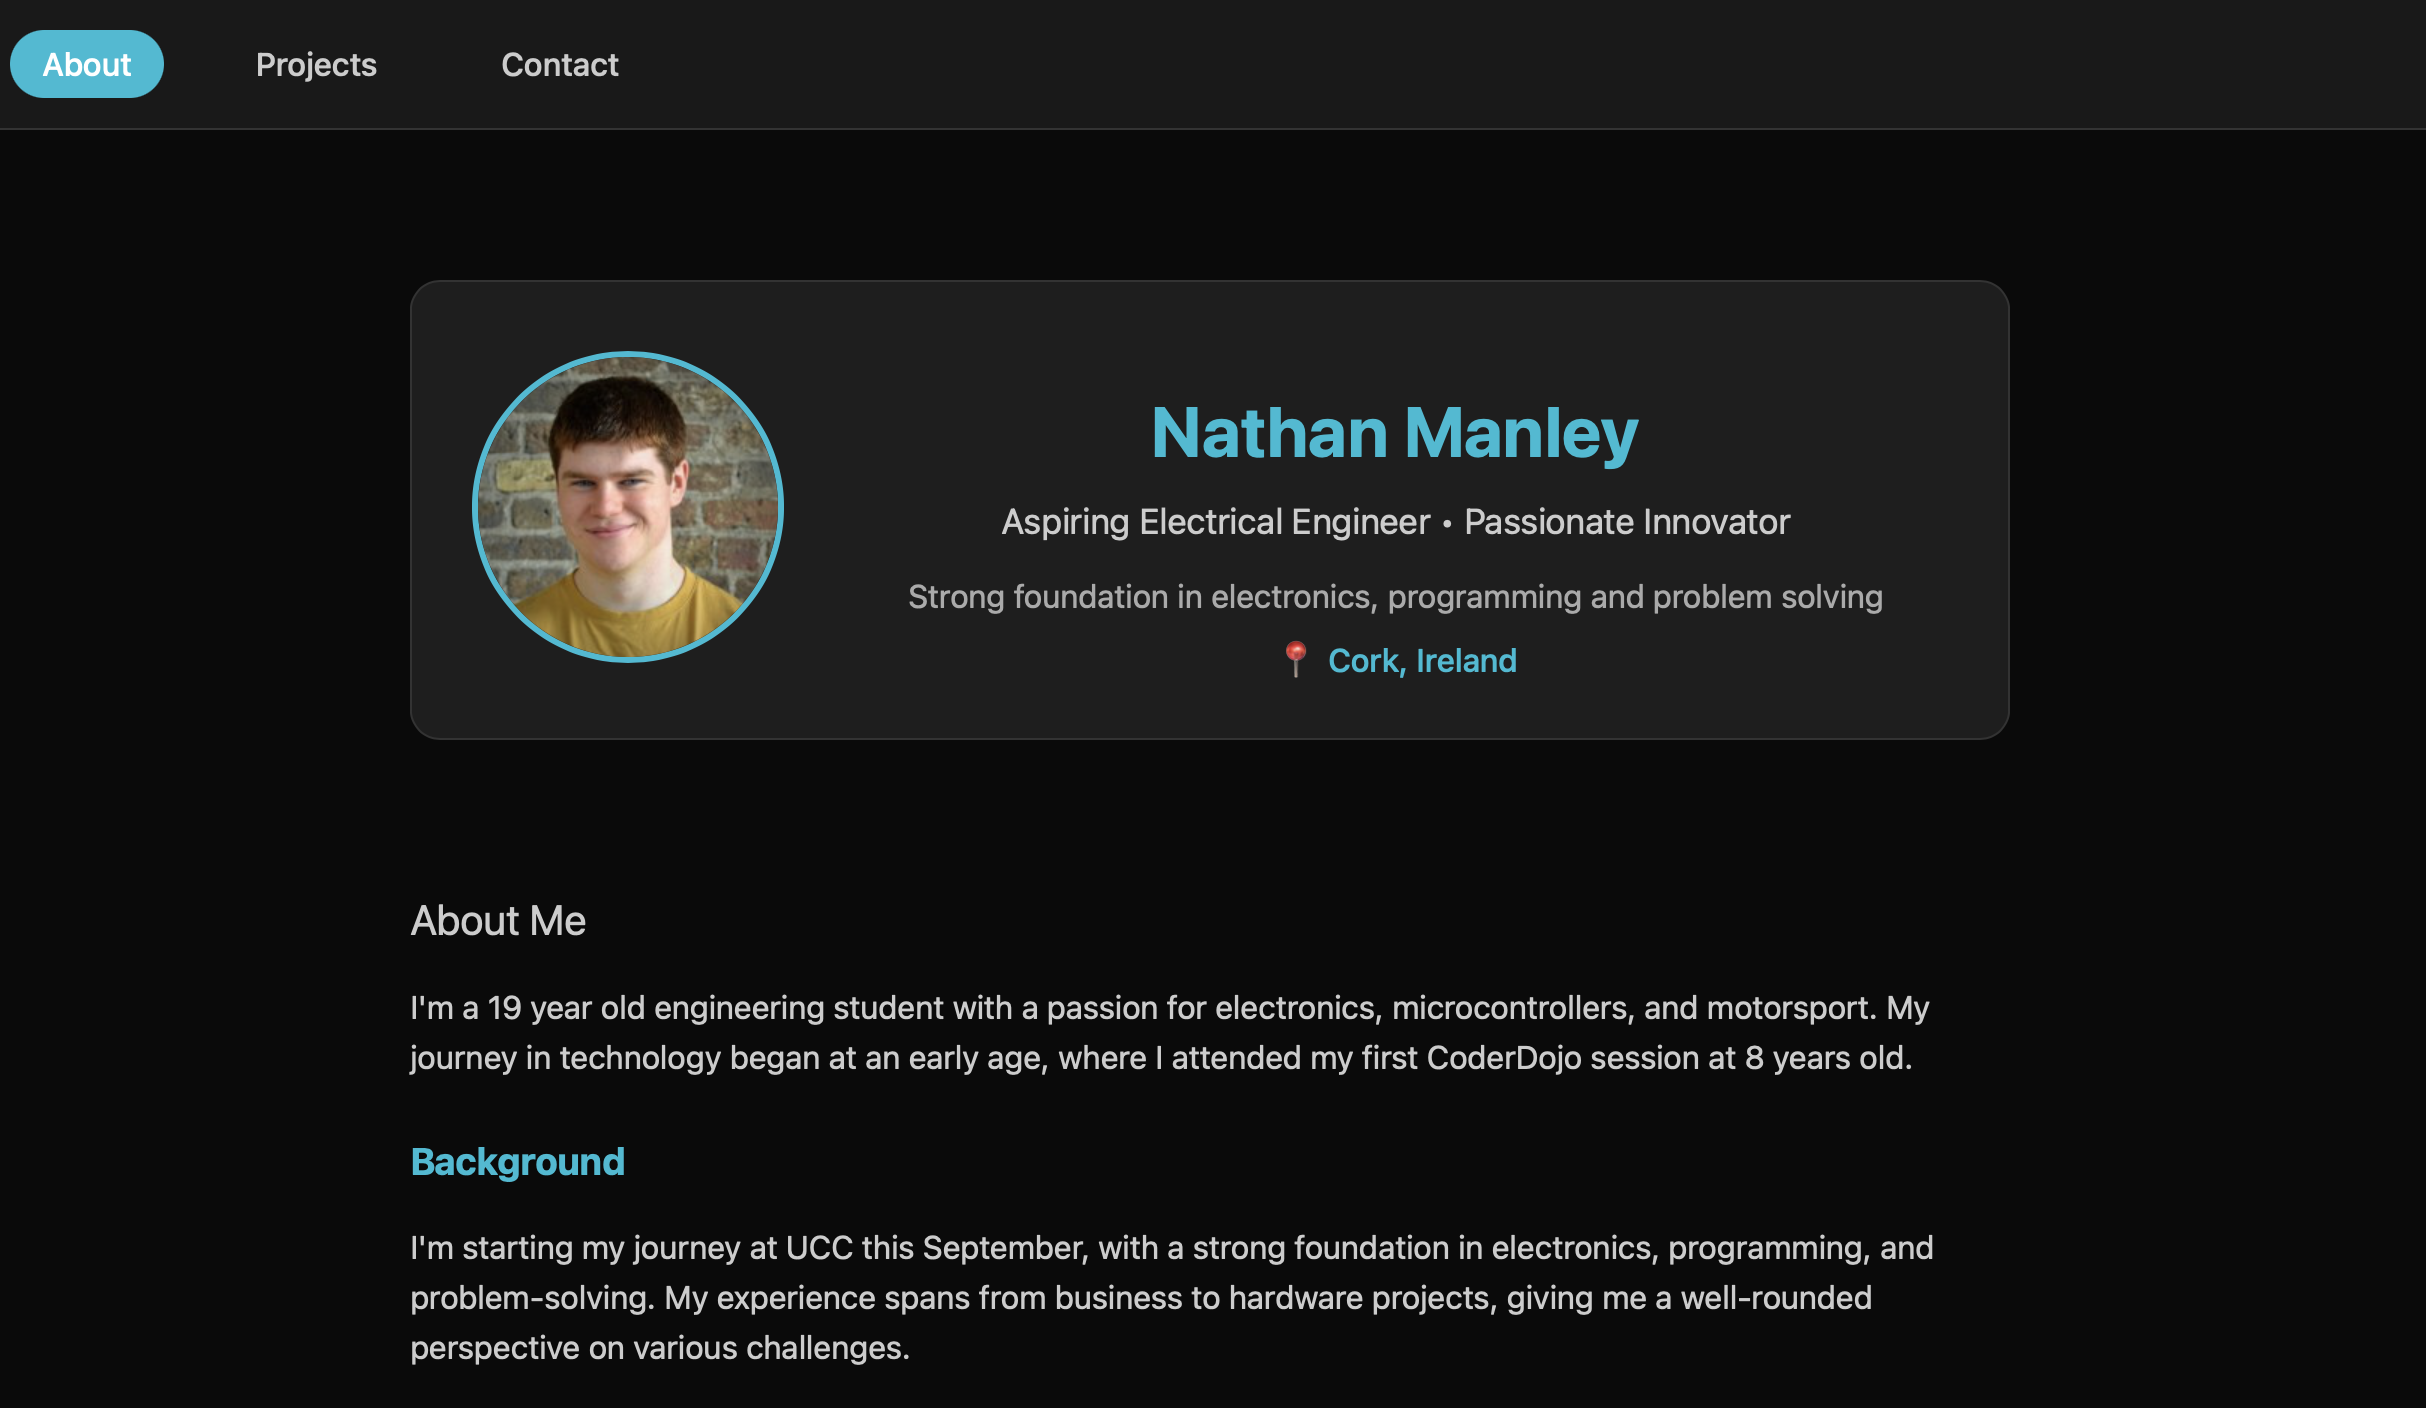 About
Projects
Contact
Nathan Manley
Aspiring Electrical Engineer • Passionate Innovator
Strong foundation in electronics, programming and problem solving
📍 Cork, Ireland
About Me
I'm a 19 year old engineering student with a passion for electronics, microcontrollers, and motorsport. My
journey in technology began at an early age, where I attended my first CoderDojo session at 8 years old.
Background
I'm starting my journey at UCC this September, with a strong foundation in electronics, programming, and
problem-solving. My experience spans from business to hardware projects, giving me a well-rounded
perspective on various challenges.